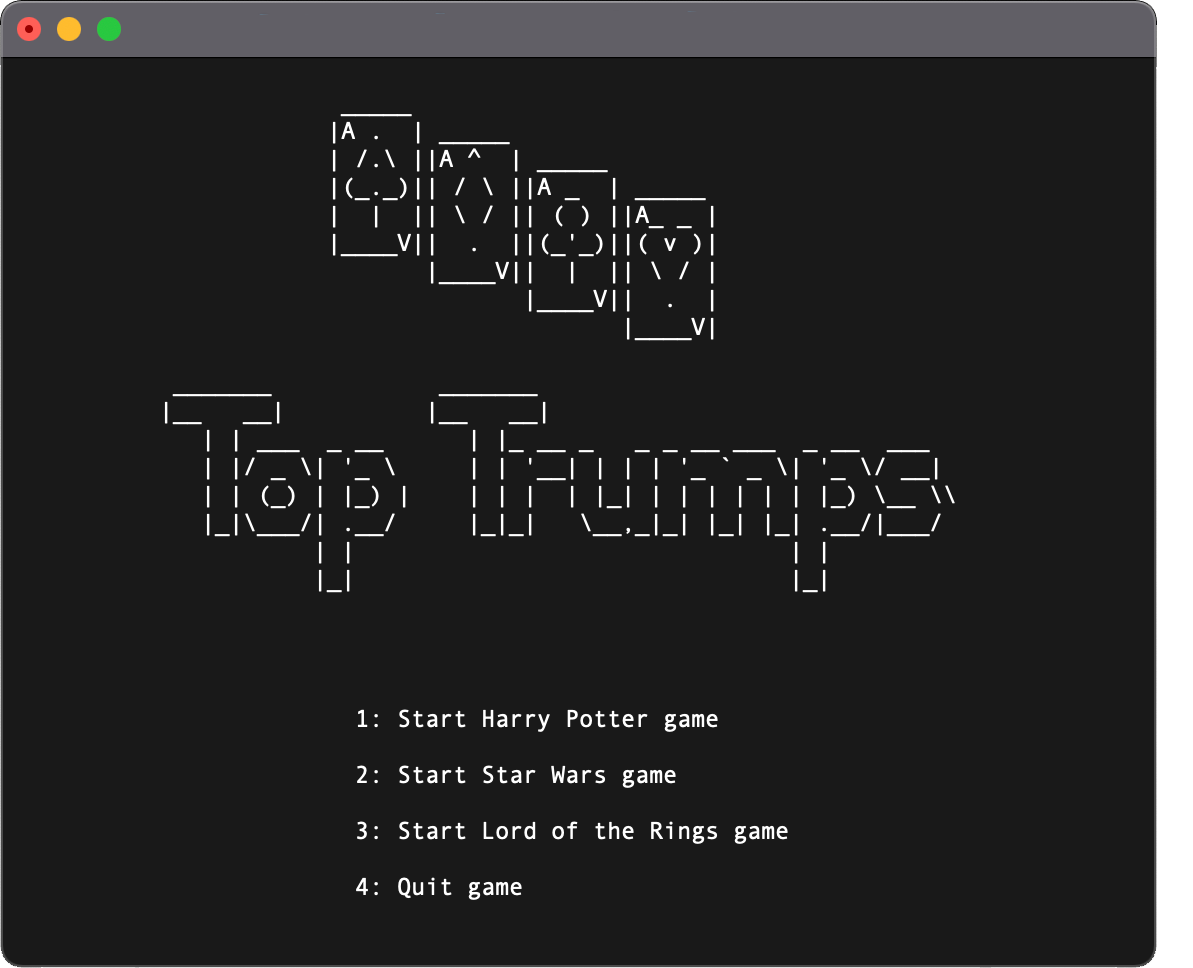 Top Trumps
1: Start Harry Potter game
2: Start Star Wars game
3: Start Lord of the Rings game
4: Quit game